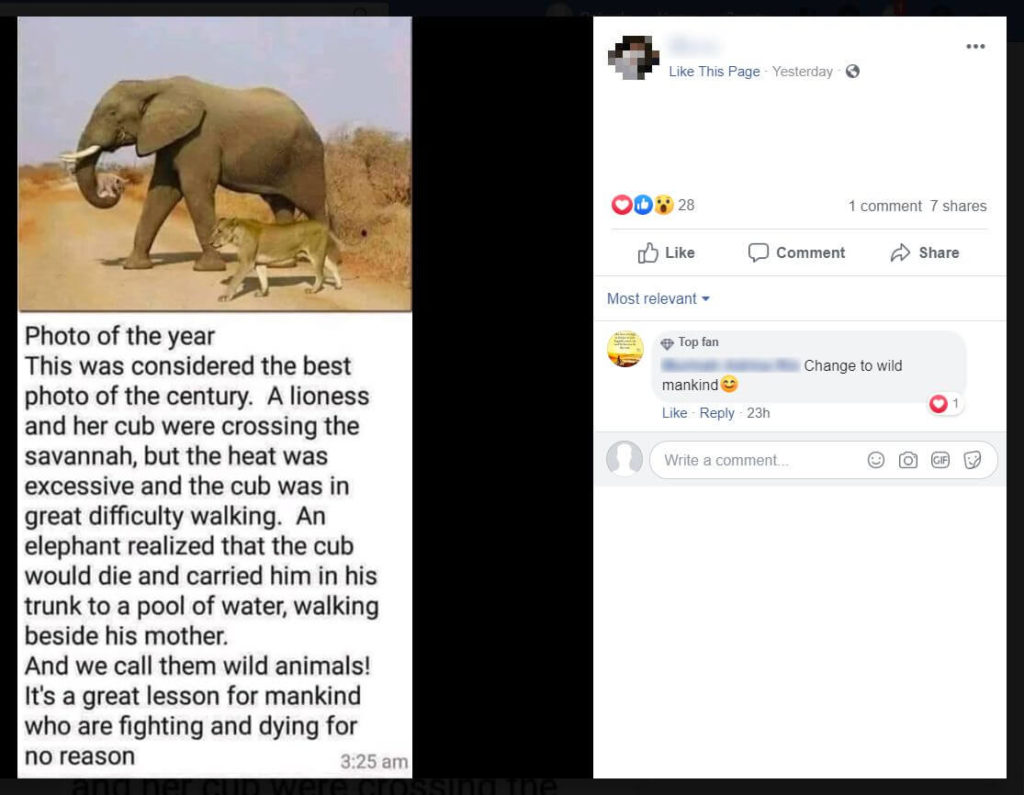 Photo of the year
This was considered the best
photo of the century.  A lioness
and her cub were crossing the
savannah, but the heat was
excessive and the cub was in
great difficulty walking.  An
elephant realized that the cub
would die and carried him in his
trunk to a pool of water, walking
beside his mother.
And we call them wild animals!
It's a great lesson for mankind
who are fighting and dying for
no reason
3:25 am
Like This Page · Yesterday ·
28
1 comment 7 shares
Like Comment Share
Most relevant
Top fan
Change to wild
mankind
1
Like · Reply · 23h
Write a comment...
GIF
and her cub were crossing the